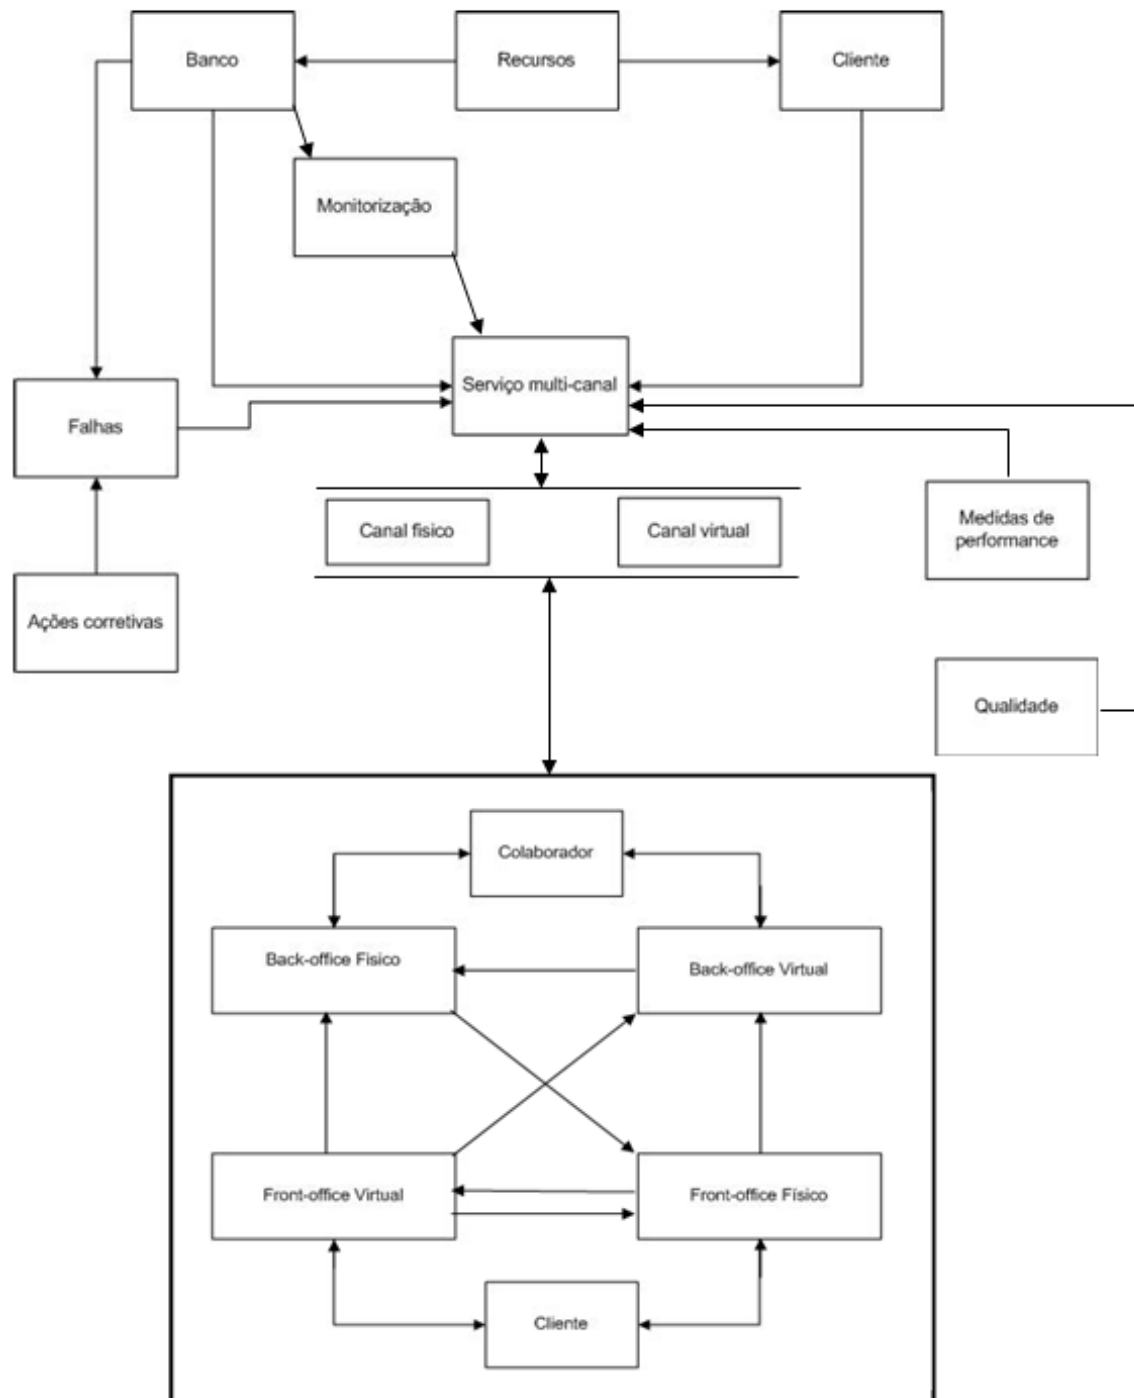 Banco
Recursos
Cliente
Monitorização
Serviço multi-canal
Falhas
Canal fisico
Canal virtual
Medidas de
performance
Ações corretivas
Qualidade
Colaborador
Back-office Fisico
Back-office Virtual
Front-office Virtual
Front-office Físico
Cliente